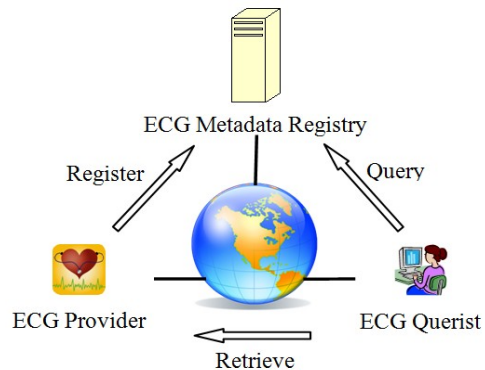 ECG Metadata Registry
Register
Query
ECG Provider
ECG Querist
Retrieve